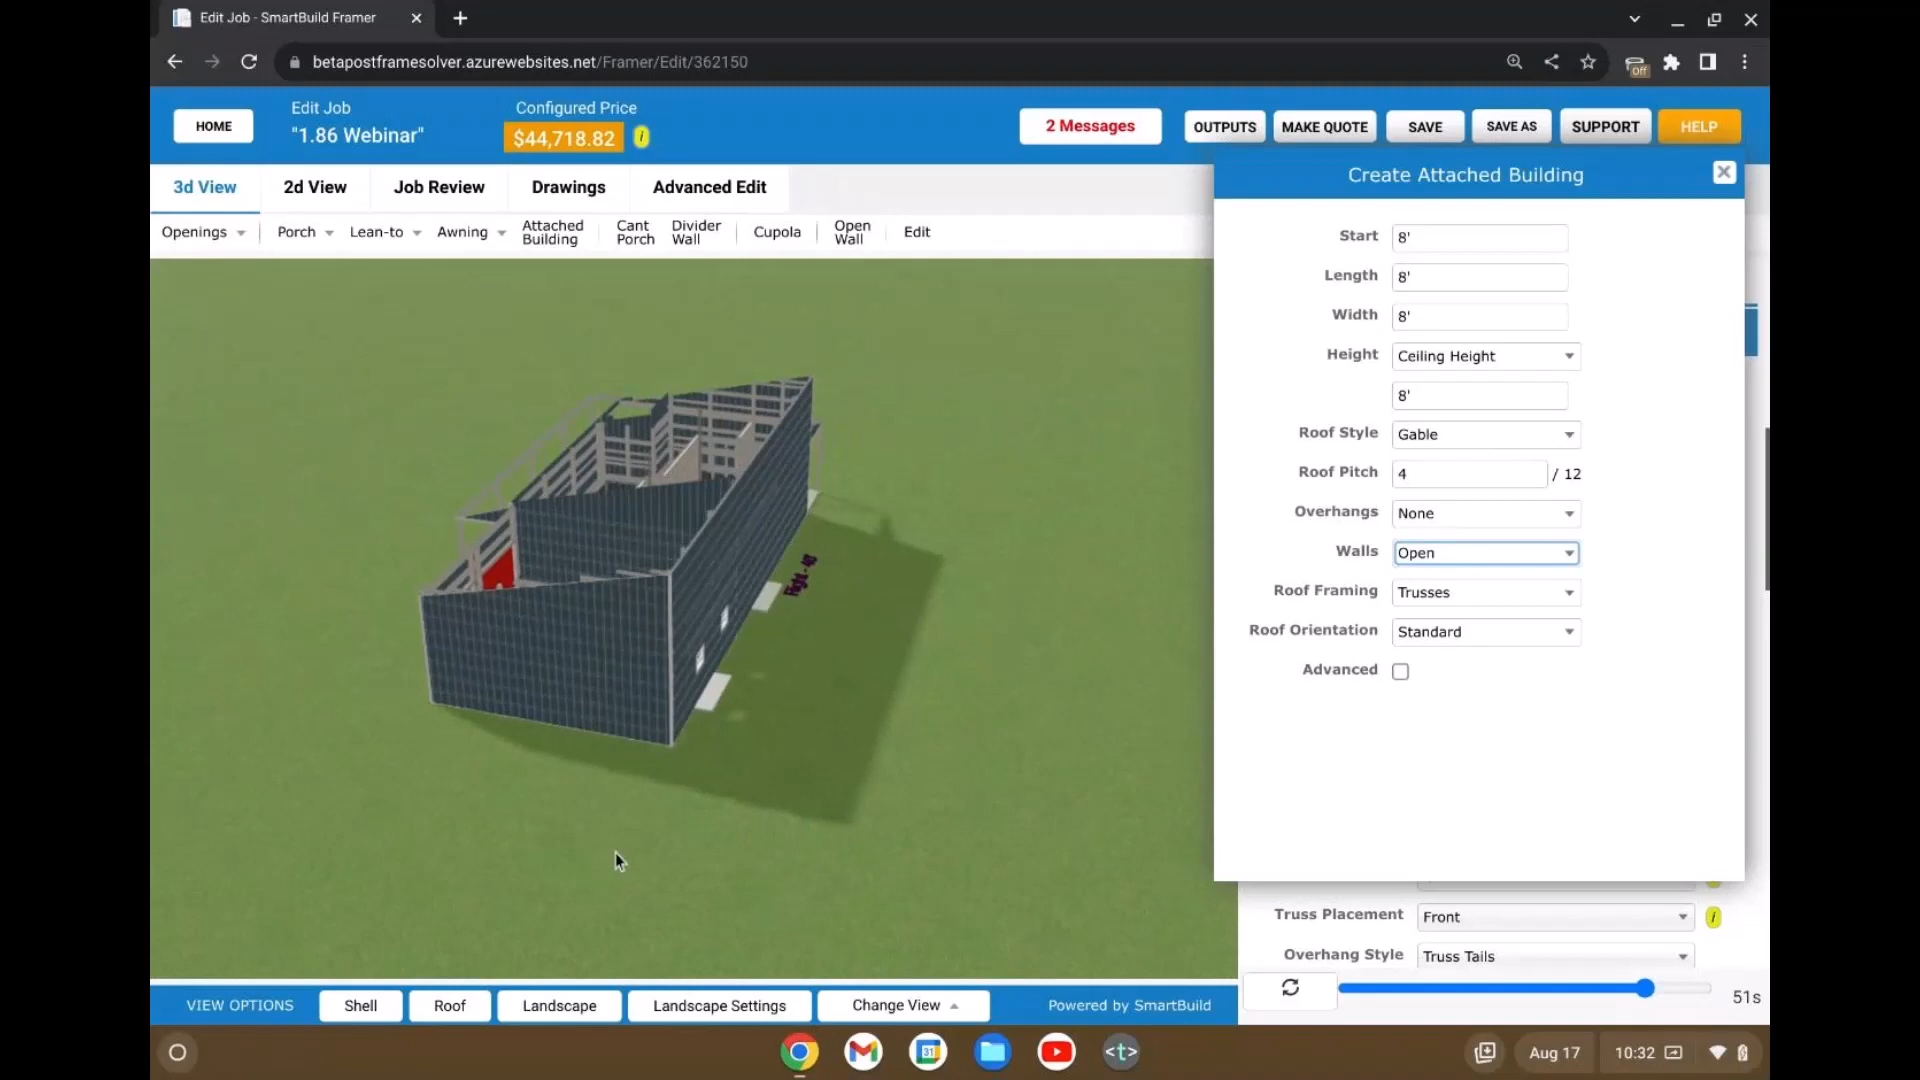 Edit Job - SmartBuild Framer
betapostframesolver.azurewebsites.net/Framer/Edit/362150
Off
HOME
Edit Job
"1.86 Webinar"
Configured Price
$44,718.82
i
2 Messages
OUTPUTS
MAKE QUOTE
SAVE
SAVE AS
SUPPORT
HELP
3d View
2d View
Job Review
Drawings
Advanced Edit
Openings
Porch
Lean-to
Awning
Attached Building
Cant Porch
Divider Wall
Cupola
Open Wall
Edit
Create Attached Building
Start 8'
Length 8'
Width 8'
Height Ceiling Height
8'
Roof Style Gable
Roof Pitch 4 / 12
Overhangs None
Walls Open
Roof Framing Trusses
Roof Orientation Standard
Advanced
Truss Placement Front
i
Overhang Style Truss Tails
51s
VIEW OPTIONS
Shell
Roof
Landscape
Landscape Settings
Change View
Powered by SmartBuild
31
<t>
Aug 17
10:32